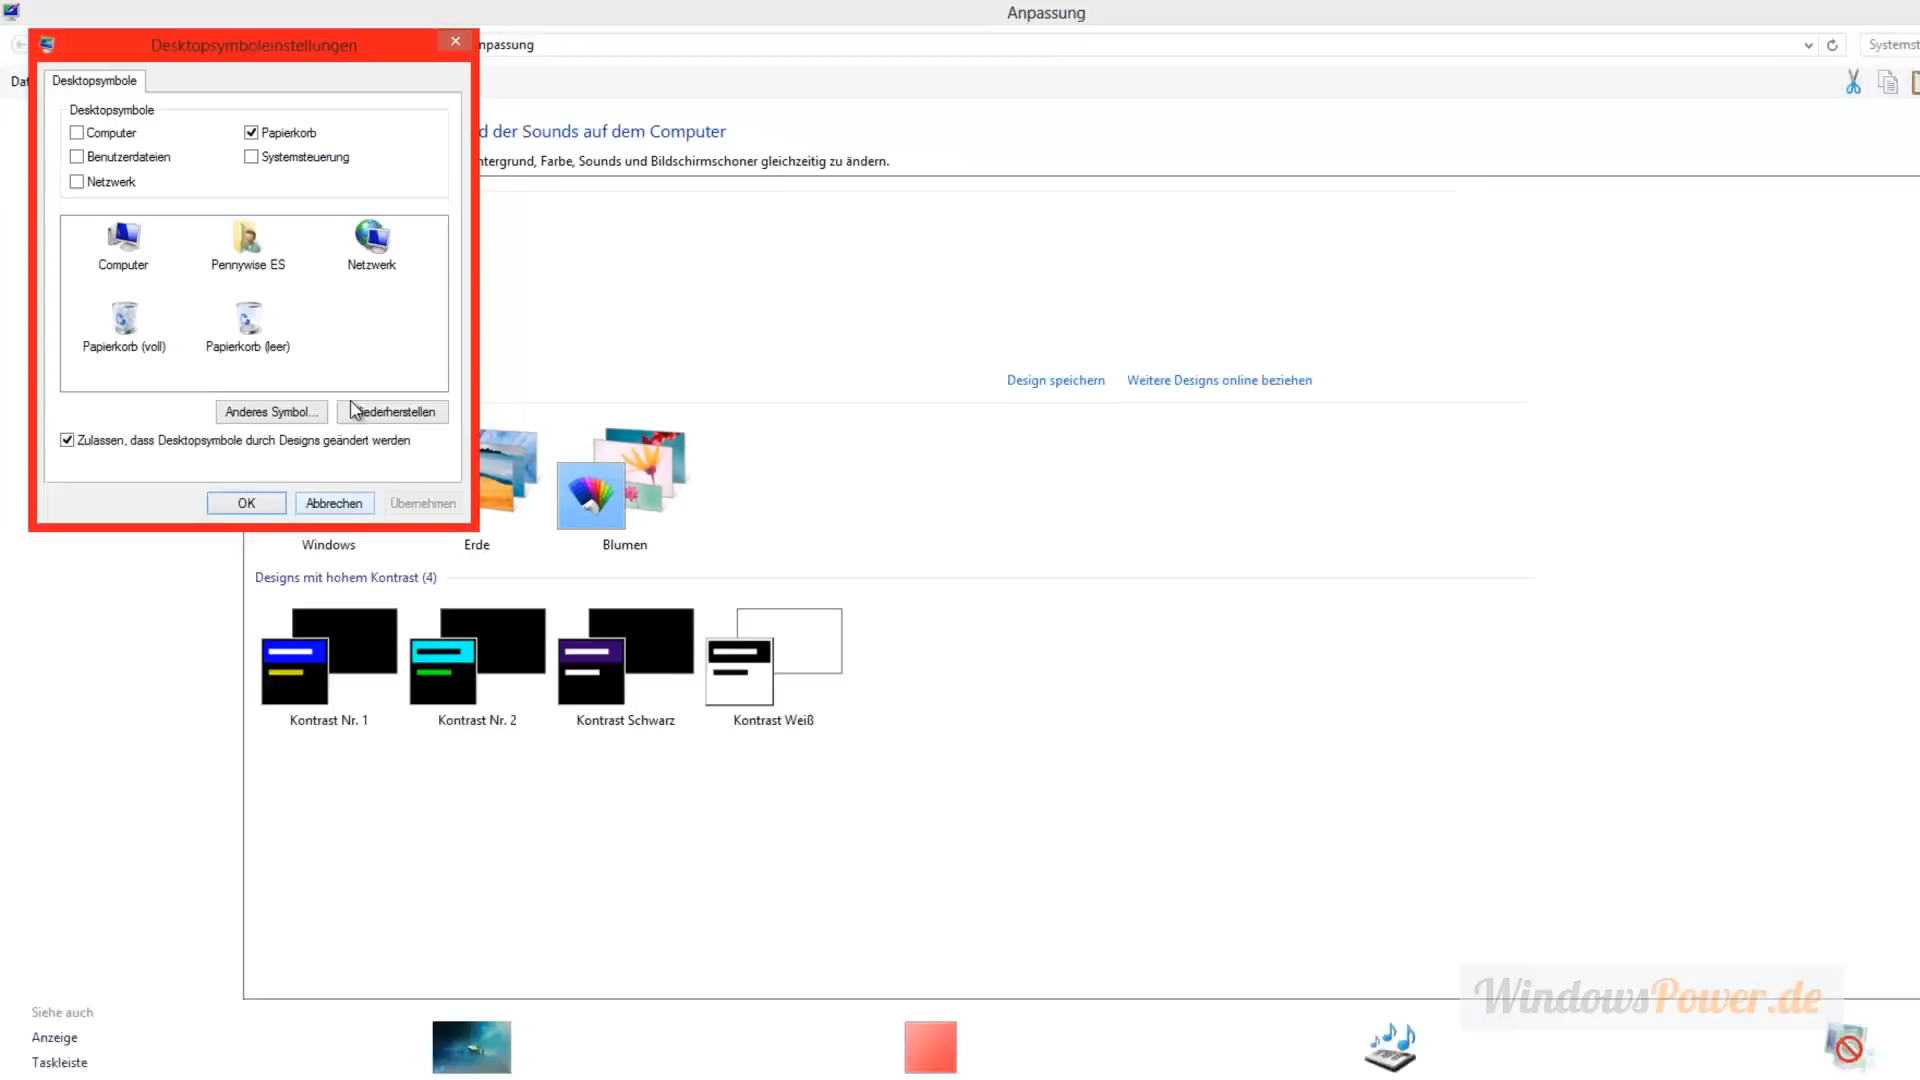 Anpassung
Desktopsymboleinstellungen
npassung
Systemst
Dat
Desktopsymbole
Desktopsymbole
Computer
Papierkorb
Benutzerdateien
Systemsteuerung
Netzwerk
d der Sounds auf dem Computer
ntergrund, Farbe, Sounds und Bildschirmschoner gleichzeitig zu ändern.
Computer
Pennywise ES
Netzwerk
Papierkorb (voll)
Papierkorb (leer)
Design speichern
Weitere Designs online beziehen
Anderes Symbol...
iederherstellen
Zulassen, dass Desktopsymbole durch Designs geändert werden
OK
Abbrechen
Übernehmen
Windows
Erde
Blumen
Designs mit hohem Kontrast (4)
Kontrast Nr. 1
Kontrast Nr. 2
Kontrast Schwarz
Kontrast Weiß
WindowsPower.de
Siehe auch
Anzeige
Taskleiste